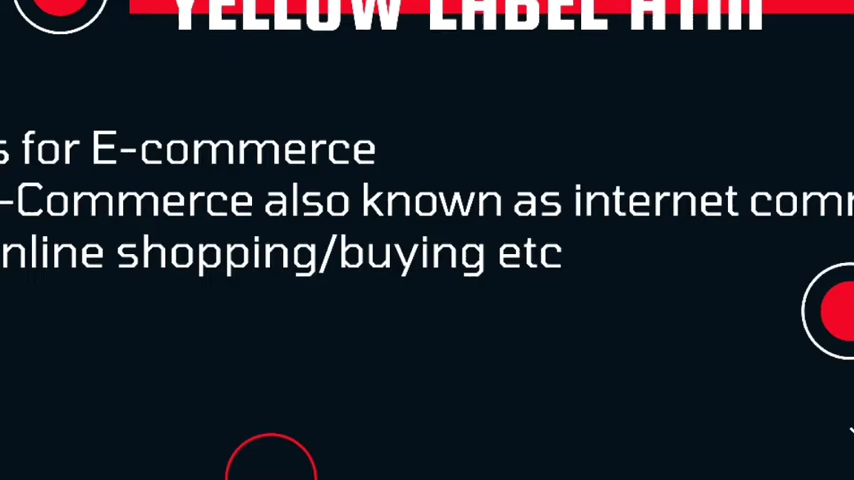 YELLOW LABEL ATM
s for E-commerce
-Commerce also known as internet comm
nline shopping/buying etc